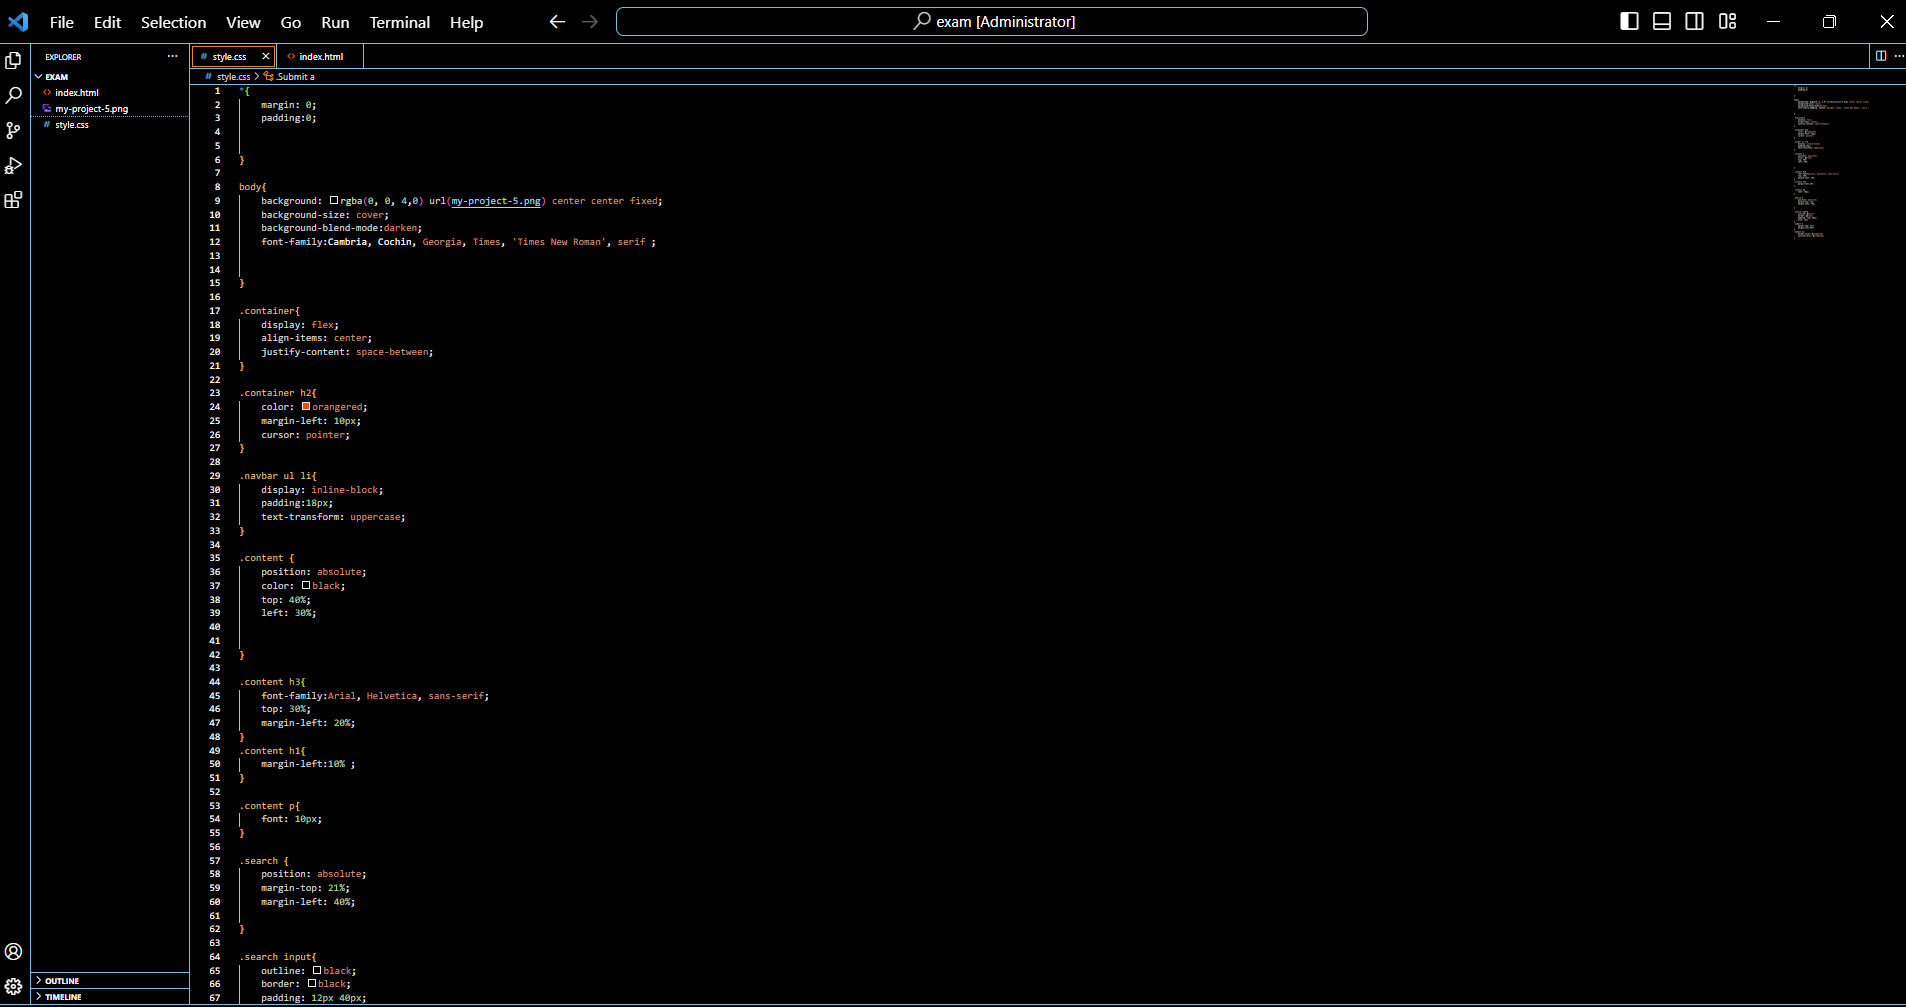 File Edit Selection View Go Run Terminal Help
exam [Administrator]
EXPLORER
EXAM
index.html
my-project-5.png
style.css
OUTLINE
TIMELINE
# style.css
index.html
# style.css > .Submit a
1 *{
2 margin: 0;
3 padding:0;
4
5
6 }
7
8 body{
9 background: rgba(0, 0, 4,0) url(my-project-5.png) center center fixed;
10 background-size: cover;
11 background-blend-mode:darken;
12 font-family:Cambria, Cochin, Georgia, Times, 'Times New Roman', serif ;
13
14
15 }
16
17 .container{
18 display: flex;
19 align-items: center;
20 justify-content: space-between;
21 }
22
23 .container h2{
24 color: orangered;
25 margin-left: 10px;
26 cursor: pointer;
27 }
28
29 .navbar ul li{
30 display: inline-block;
31 padding:18px;
32 text-transform: uppercase;
33 }
34
35 .content {
36 position: absolute;
37 color: black;
38 top: 40%;
39 left: 30%;
40
41
42 }
43
44 .content h3{
45 font-family:Arial, Helvetica, sans-serif;
46 top: 30%;
47 margin-left: 20%;
48 }
49 .content h1{
50 margin-left:10% ;
51 }
52
53 .content p{
54 font: 10px;
55 }
56
57 .search {
58 position: absolute;
59 margin-top: 21%;
60 margin-left: 40%;
61
62 }
63
64 .search input{
65 outline: black;
66 border: black;
67 padding: 12px 40px;